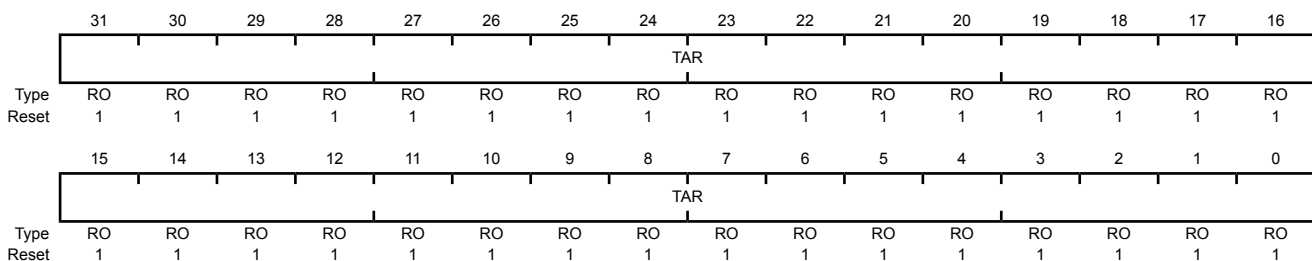 31 30 29 28 27 26 25 24 23 22 21 20 19 18 17 16
TAR
Type RO RO RO RO RO RO RO RO RO RO RO RO RO RO RO RO
Reset 1 1 1 1 1 1 1 1 1 1 1 1 1 1 1 1
15 14 13 12 11 10 9 8 7 6 5 4 3 2 1 0
TAR
Type RO RO RO RO RO RO RO RO RO RO RO RO RO RO RO RO
Reset 1 1 1 1 1 1 1 1 1 1 1 1 1 1 1 1